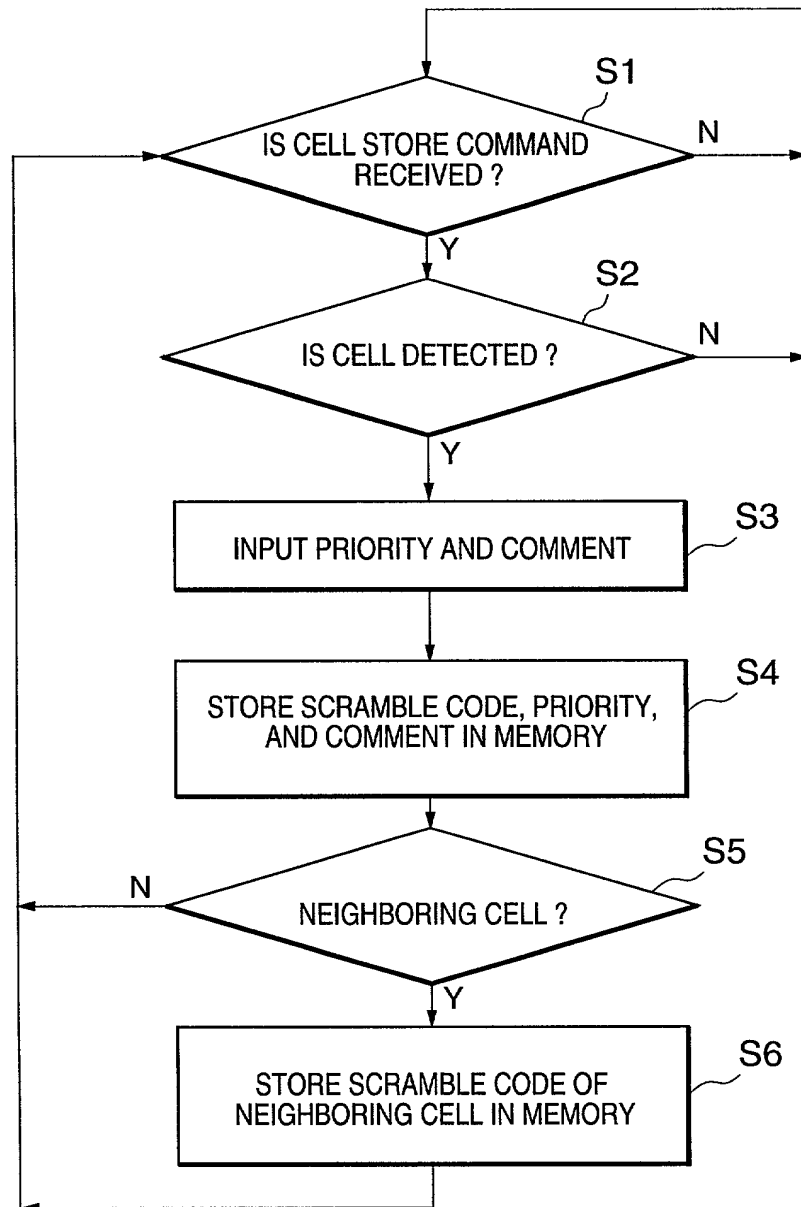 S1
IS CELL STORE COMMAND
RECEIVED ?
N
Y
S2
IS CELL DETECTED ?
N
Y
S3
INPUT PRIORITY AND COMMENT
S4
STORE SCRAMBLE CODE, PRIORITY,
AND COMMENT IN MEMORY
S5
N
NEIGHBORING CELL ?
Y
S6
STORE SCRAMBLE CODE OF
NEIGHBORING CELL IN MEMORY